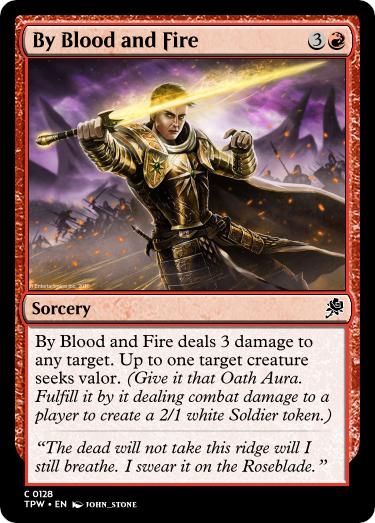 By Blood and Fire 3
Sorcery
By Blood and Fire deals 3 damage to
any target. Up to one target creature
seeks valor. (Give it that Oath Aura.
Fulfill it by it dealing combat damage to a
player to create a 2/1 white Soldier token.)
“The dead will not take this ridge will I
still breathe. I swear it on the Roseblade.”
C 0128
TPW • EN JOHN_STONE